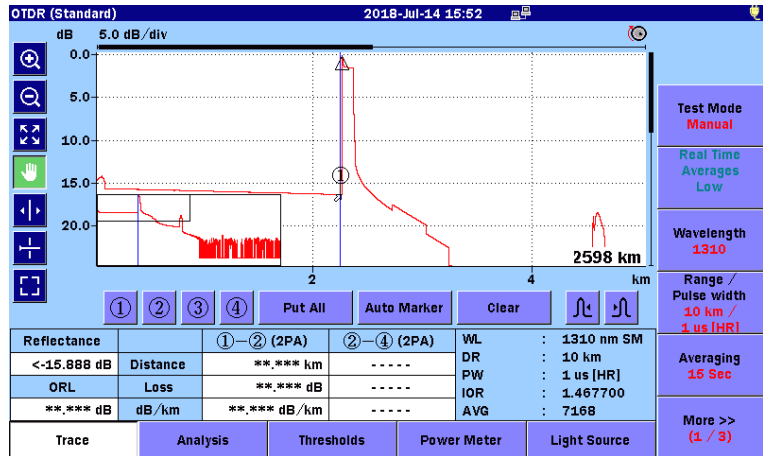 OTDR (Standard) 2018-Jul-14 15:52
dB 5.0 dB/div
0.0
5.0
10.0
15.0
20.0
①
2598 km
2 4 km
Test Mode
Manual
Real Time
Averages
Low
Wavelength
1310
Range /
Pulse width
10 km /
1 us [HR]
Averaging
15 Sec
More >>
(1 / 3)
① ② ③ ④ Put All Auto Marker Clear
Reflectance ①-② (2PA) ②-④ (2PA)
<-15.888 dB Distance **.*** km -----
ORL Loss **.*** dB -----
**.*** dB dB/km **.*** dB/km -----
WL : 1310 nm SM
DR : 10 km
PW : 1 us [HR]
IOR : 1.467700
AVG : 7168
Trace Analysis Thresholds Power Meter Light Source